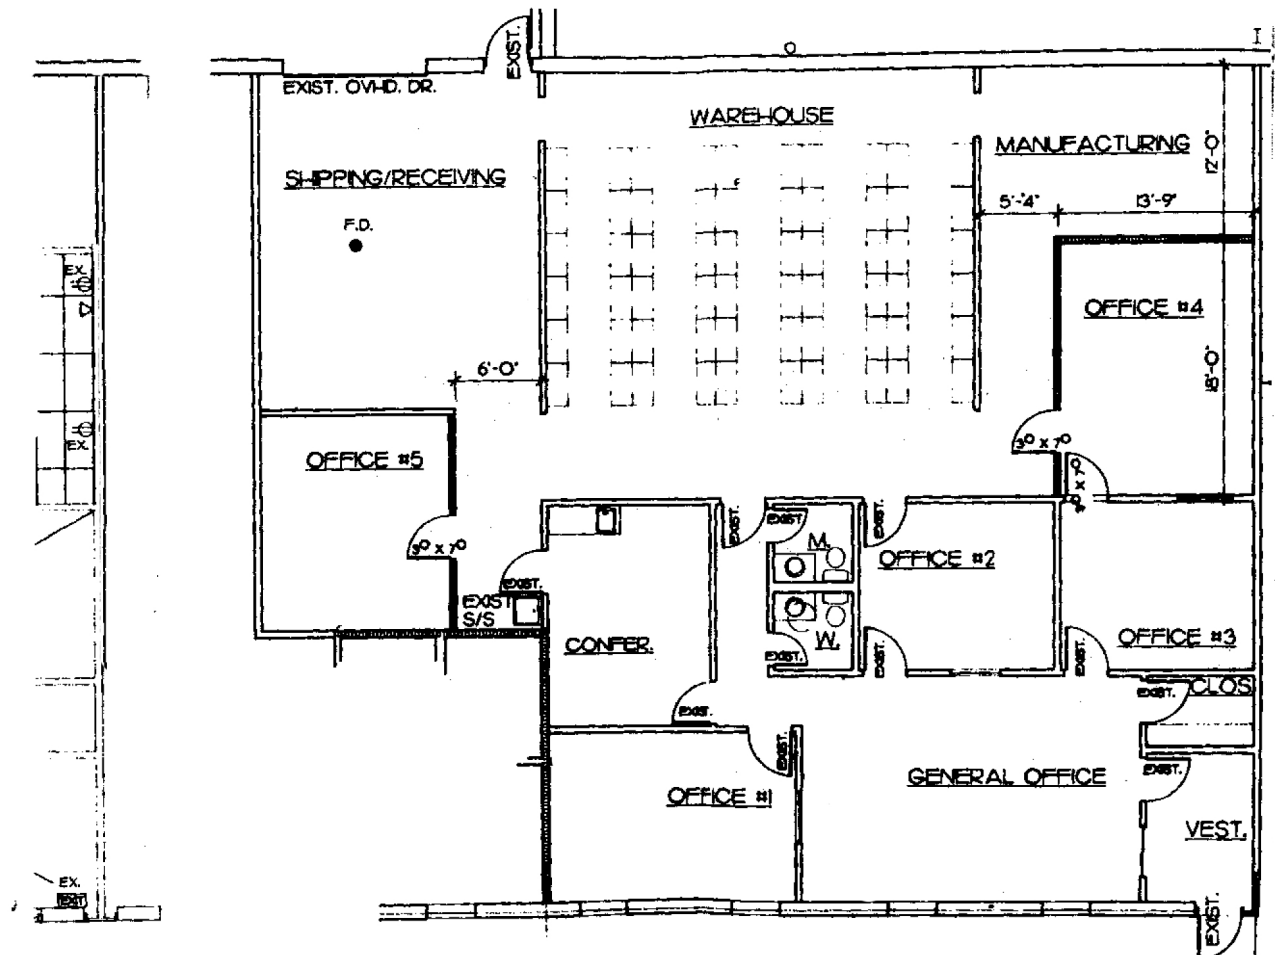 EXIST.
I
EXIST. OVHD. DR.
WAREHOUSE
MANUFACTURING
12'-0"
SHIPPING/RECEIVING
5'-4"
13'-9"
F.D.
EX.
OFFICE #4
6'-0"
18'-0"
EX.
3⁰ x 7⁰
OFFICE #5
3⁰ x 7⁰
EXIST.
EXIST
EXIST.
M.
3⁰ x 7⁰
OFFICE #2
EXIST.
EXIST
S/S
W.
OFFICE #3
CONFER.
EXIST.
EXIST.
EXIST.
CLOS
EXIST.
EXIST.
EXIST.
EXIST.
GENERAL OFFICE
OFFICE #1
VEST.
EX.
EXIT
EXIST.